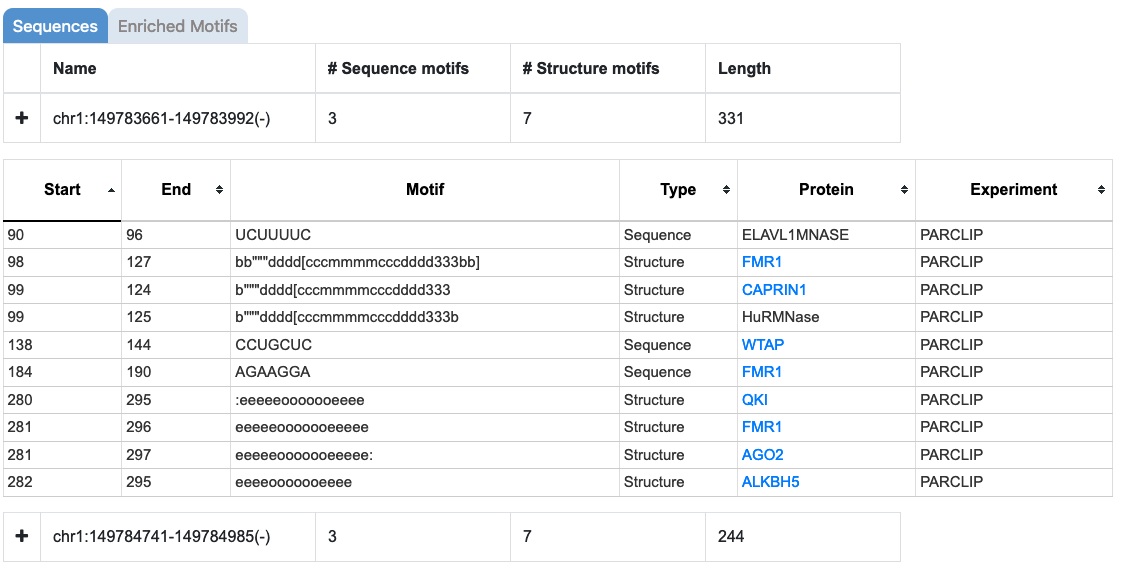 Sequences Enriched Motifs
Name # Sequence motifs # Structure motifs Length
+ chr1:149783661-149783992(-) 3 7 331
Start End Motif Type Protein Experiment
90 96 UCUUUUC Sequence ELAVL1MNASE PARCLIP
98 127 bb"""dddd[cccmmmmcccdddd333bb] Structure FMR1 PARCLIP
99 124 b"""dddd[cccmmmmcccdddd333 Structure CAPRIN1 PARCLIP
99 125 b"""dddd[cccmmmmcccdddd333b Structure HuRMNase PARCLIP
138 144 CCUGCUC Sequence WTAP PARCLIP
184 190 AGAAGGA Sequence FMR1 PARCLIP
280 295 :eeeeeooooooeeee Structure QKI PARCLIP
281 296 eeeeeooooooeeeee Structure FMR1 PARCLIP
281 297 eeeeeooooooeeeee: Structure AGO2 PARCLIP
282 295 eeeeooooooeeee Structure ALKBH5 PARCLIP
+ chr1:149784741-149784985(-) 3 7 244